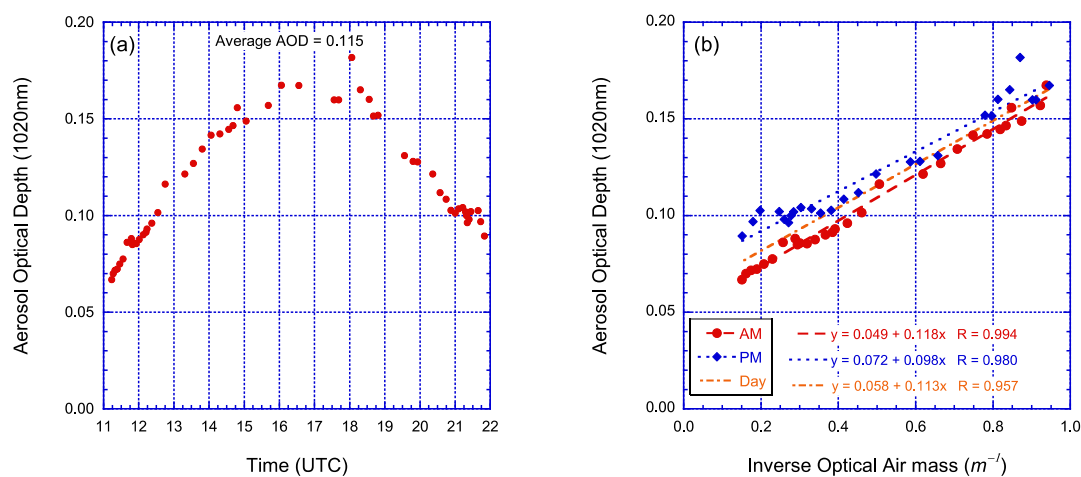 (a)
Average AOD = 0.115
0.20
0.15
0.10
0.05
0.00
11 12 13 14 15 16 17 18 19 20 21 22
Aerosol Optical Depth (1020nm)
Time (UTC)
(b)
0.20
0.15
0.10
0.05
0.00
0.0 0.2 0.4 0.6 0.8 1.0
Aerosol Optical Depth (1020nm)
Inverse Optical Air mass (m⁻¹)
AM y = 0.049 + 0.118x R = 0.994
PM y = 0.072 + 0.098x R = 0.980
Day y = 0.058 + 0.113x R = 0.957